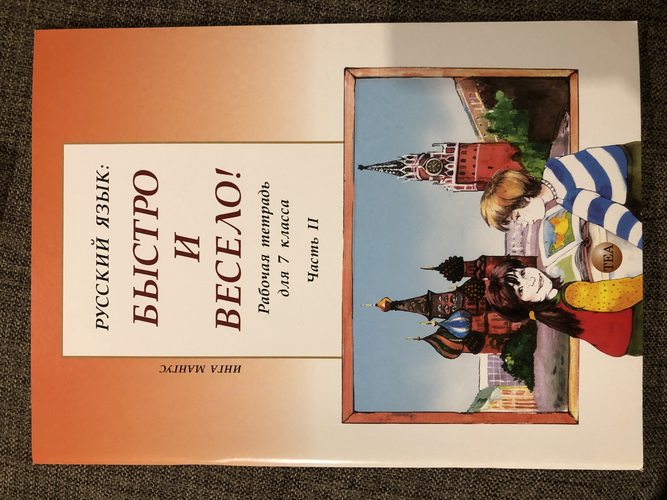 ИНГА МАНГУС
РУССКИЙ ЯЗЫК:
БЫСТРО
И
ВЕСЕЛО!
Рабочая тетрадь
для 7 класса
Часть II
TEA